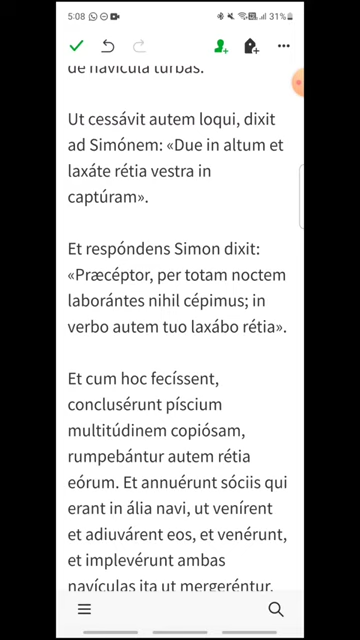 5:08
31%
de navícula turbas.
Ut cessávit autem loqui, dixit
ad Simónem: «Due in altum et
laxáte rétia vestra in
captúram».
Et respóndens Simon dixit:
«Præcéptor, per totam noctem
laborántes nihil cépimus; in
verbo autem tuo laxábo rétia».
Et cum hoc fecíssent,
conclusérunt píscium
multitúdinem copiósam,
rumpebántur autem rétia
eórum. Et annuérunt sóciis qui
erant in ália navi, ut venírent
et adiuvárent eos, et venérunt,
et implevérunt ambas
navículas ita ut mergeréntur.